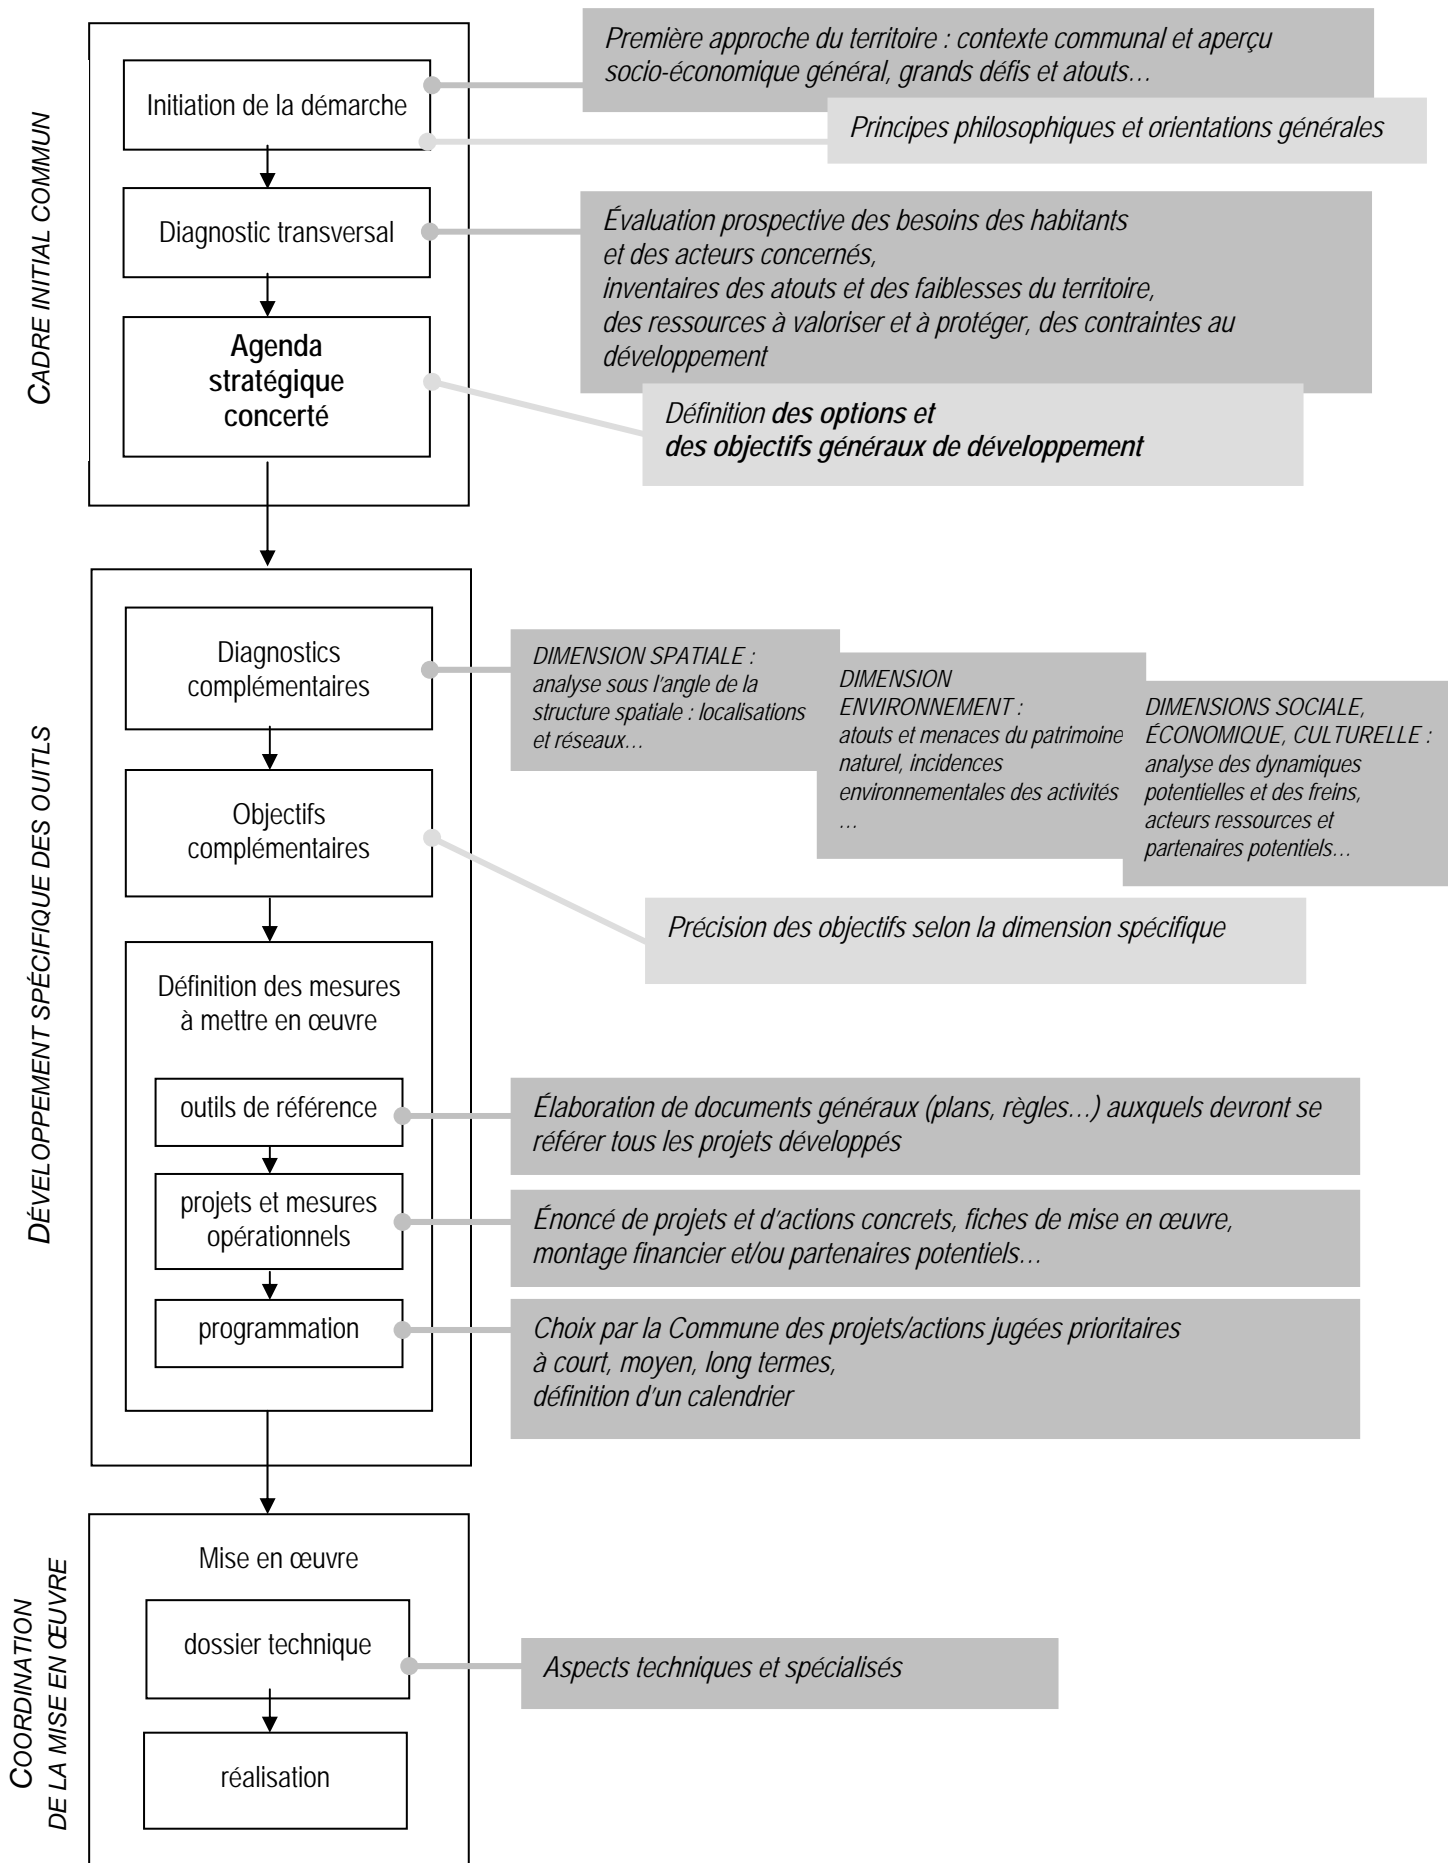 CADRE INITIAL COMMUN
Initiation de la démarche
Première approche du territoire : contexte communal et aperçu
socio-économique général, grands défis et atouts…
Principes philosophiques et orientations générales
Diagnostic transversal
Évaluation prospective des besoins des habitants
et des acteurs concernés,
inventaires des atouts et des faiblesses du territoire,
des ressources à valoriser et à protéger, des contraintes au
développement
Agenda
stratégique
concerté
Définition des options et
des objectifs généraux de développement
DÉVELOPPEMENT SPÉCIFIQUE DES OUITLS
Diagnostics
complémentaires
DIMENSION SPATIALE :
analyse sous l'angle de la
structure spatiale : localisations
et réseaux…
DIMENSION
ENVIRONNEMENT :
atouts et menaces du patrimoine
naturel, incidences
environnementales des activités
…
DIMENSIONS SOCIALE,
ÉCONOMIQUE, CULTURELLE :
analyse des dynamiques
potentielles et des freins,
acteurs ressources et
partenaires potentiels…
Objectifs
complémentaires
Précision des objectifs selon la dimension spécifique
Définition des mesures
à mettre en œuvre
outils de référence
Élaboration de documents généraux (plans, règles…) auxquels devront se
référer tous les projets développés
projets et mesures
opérationnels
Énoncé de projets et d'actions concrets, fiches de mise en œuvre,
montage financier et/ou partenaires potentiels…
programmation
Choix par la Commune des projets/actions jugées prioritaires
à court, moyen, long termes,
définition d'un calendrier
COORDINATION
DE LA MISE EN ŒUVRE
Mise en œuvre
dossier technique
Aspects techniques et spécialisés
réalisation